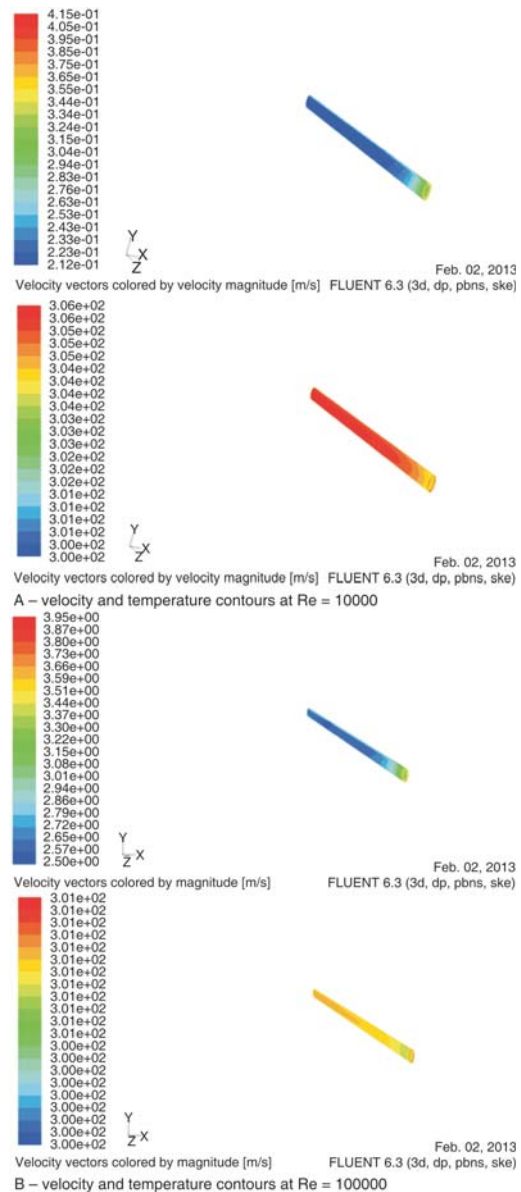 4.15e-01
4.05e-01
3.95e-01
3.85e-01
3.75e-01
3.65e-01
3.55e-01
3.44e-01
3.34e-01
3.24e-01
3.15e-01
3.04e-01
2.94e-01
2.83e-01
2.76e-01
2.63e-01
2.53e-01
2.43e-01
2.33e-01
2.23e-01
2.12e-01
Y
X
Z
Feb. 02, 2013
Velocity vectors colored by velocity magnitude [m/s] FLUENT 6.3 (3d, dp, pbns, ske)
3.06e+02
3.06e+02
3.05e+02
3.05e+02
3.05e+02
3.04e+02
3.04e+02
3.04e+02
3.03e+02
3.03e+02
3.03e+02
3.02e+02
3.02e+02
3.01e+02
3.01e+02
3.01e+02
3.00e+02
3.00e+02
Y
X
Z
Feb. 02, 2013
Velocity vectors colored by velocity magnitude [m/s] FLUENT 6.3 (3d, dp, pbns, ske)
A – velocity and temperature contours at Re = 10000
3.95e+00
3.87e+00
3.80e+00
3.73e+00
3.66e+00
3.59e+00
3.51e+00
3.44e+00
3.37e+00
3.30e+00
3.22e+00
3.15e+00
3.08e+00
3.01e+00
2.94e+00
2.86e+00
2.79e+00
2.72e+00
2.65e+00
2.57e+00
2.50e+00
Y
Z X
Feb. 02, 2013
Velocity vectors colored by magnitude [m/s] FLUENT 6.3 (3d, dp, pbns, ske)
3.01e+02
3.01e+02
3.01e+02
3.01e+02
3.01e+02
3.01e+02
3.01e+02
3.01e+02
3.01e+02
3.01e+02
3.01e+02
3.00e+02
3.00e+02
3.00e+02
3.00e+02
3.00e+02
3.00e+02
3.00e+02
3.00e+02
3.00e+02
Y
Z X
Feb. 02, 2013
Velocity vectors colored by magnitude [m/s] FLUENT 6.3 (3d, dp, pbns, ske)
B – velocity and temperature contours at Re = 100000